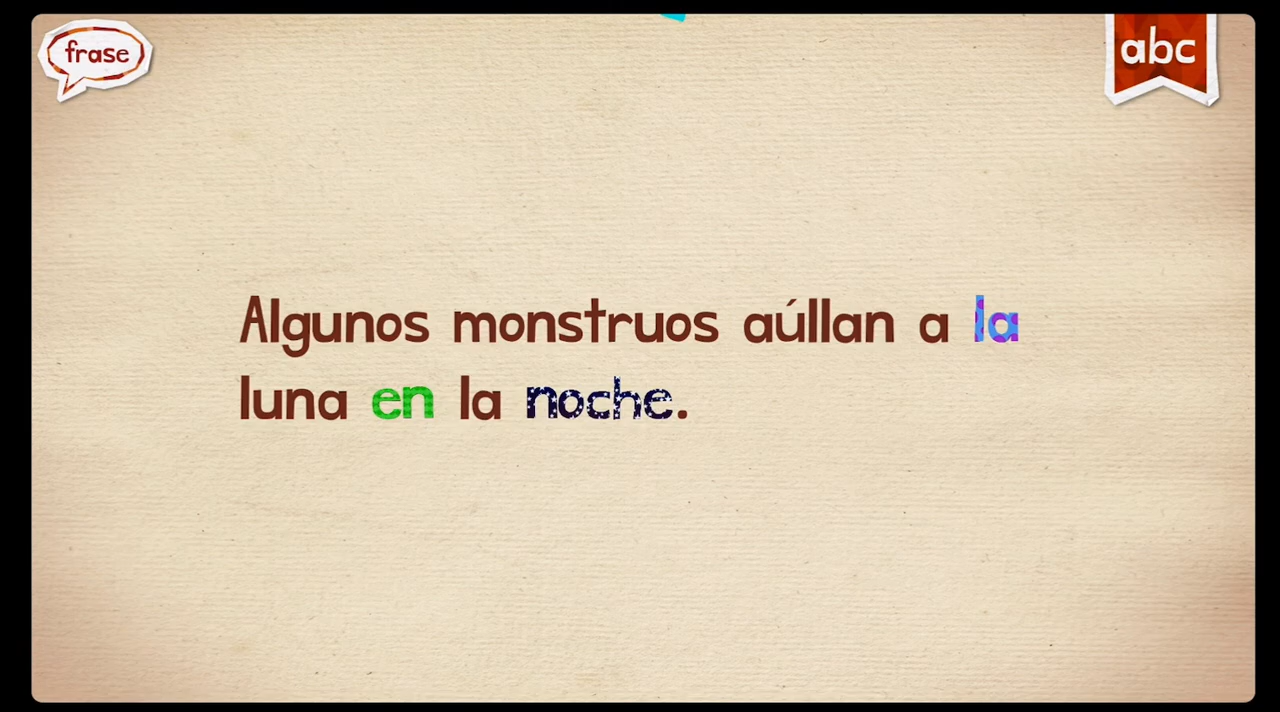 frase
abc
Algunos monstruos aúllan a la
luna en la noche.